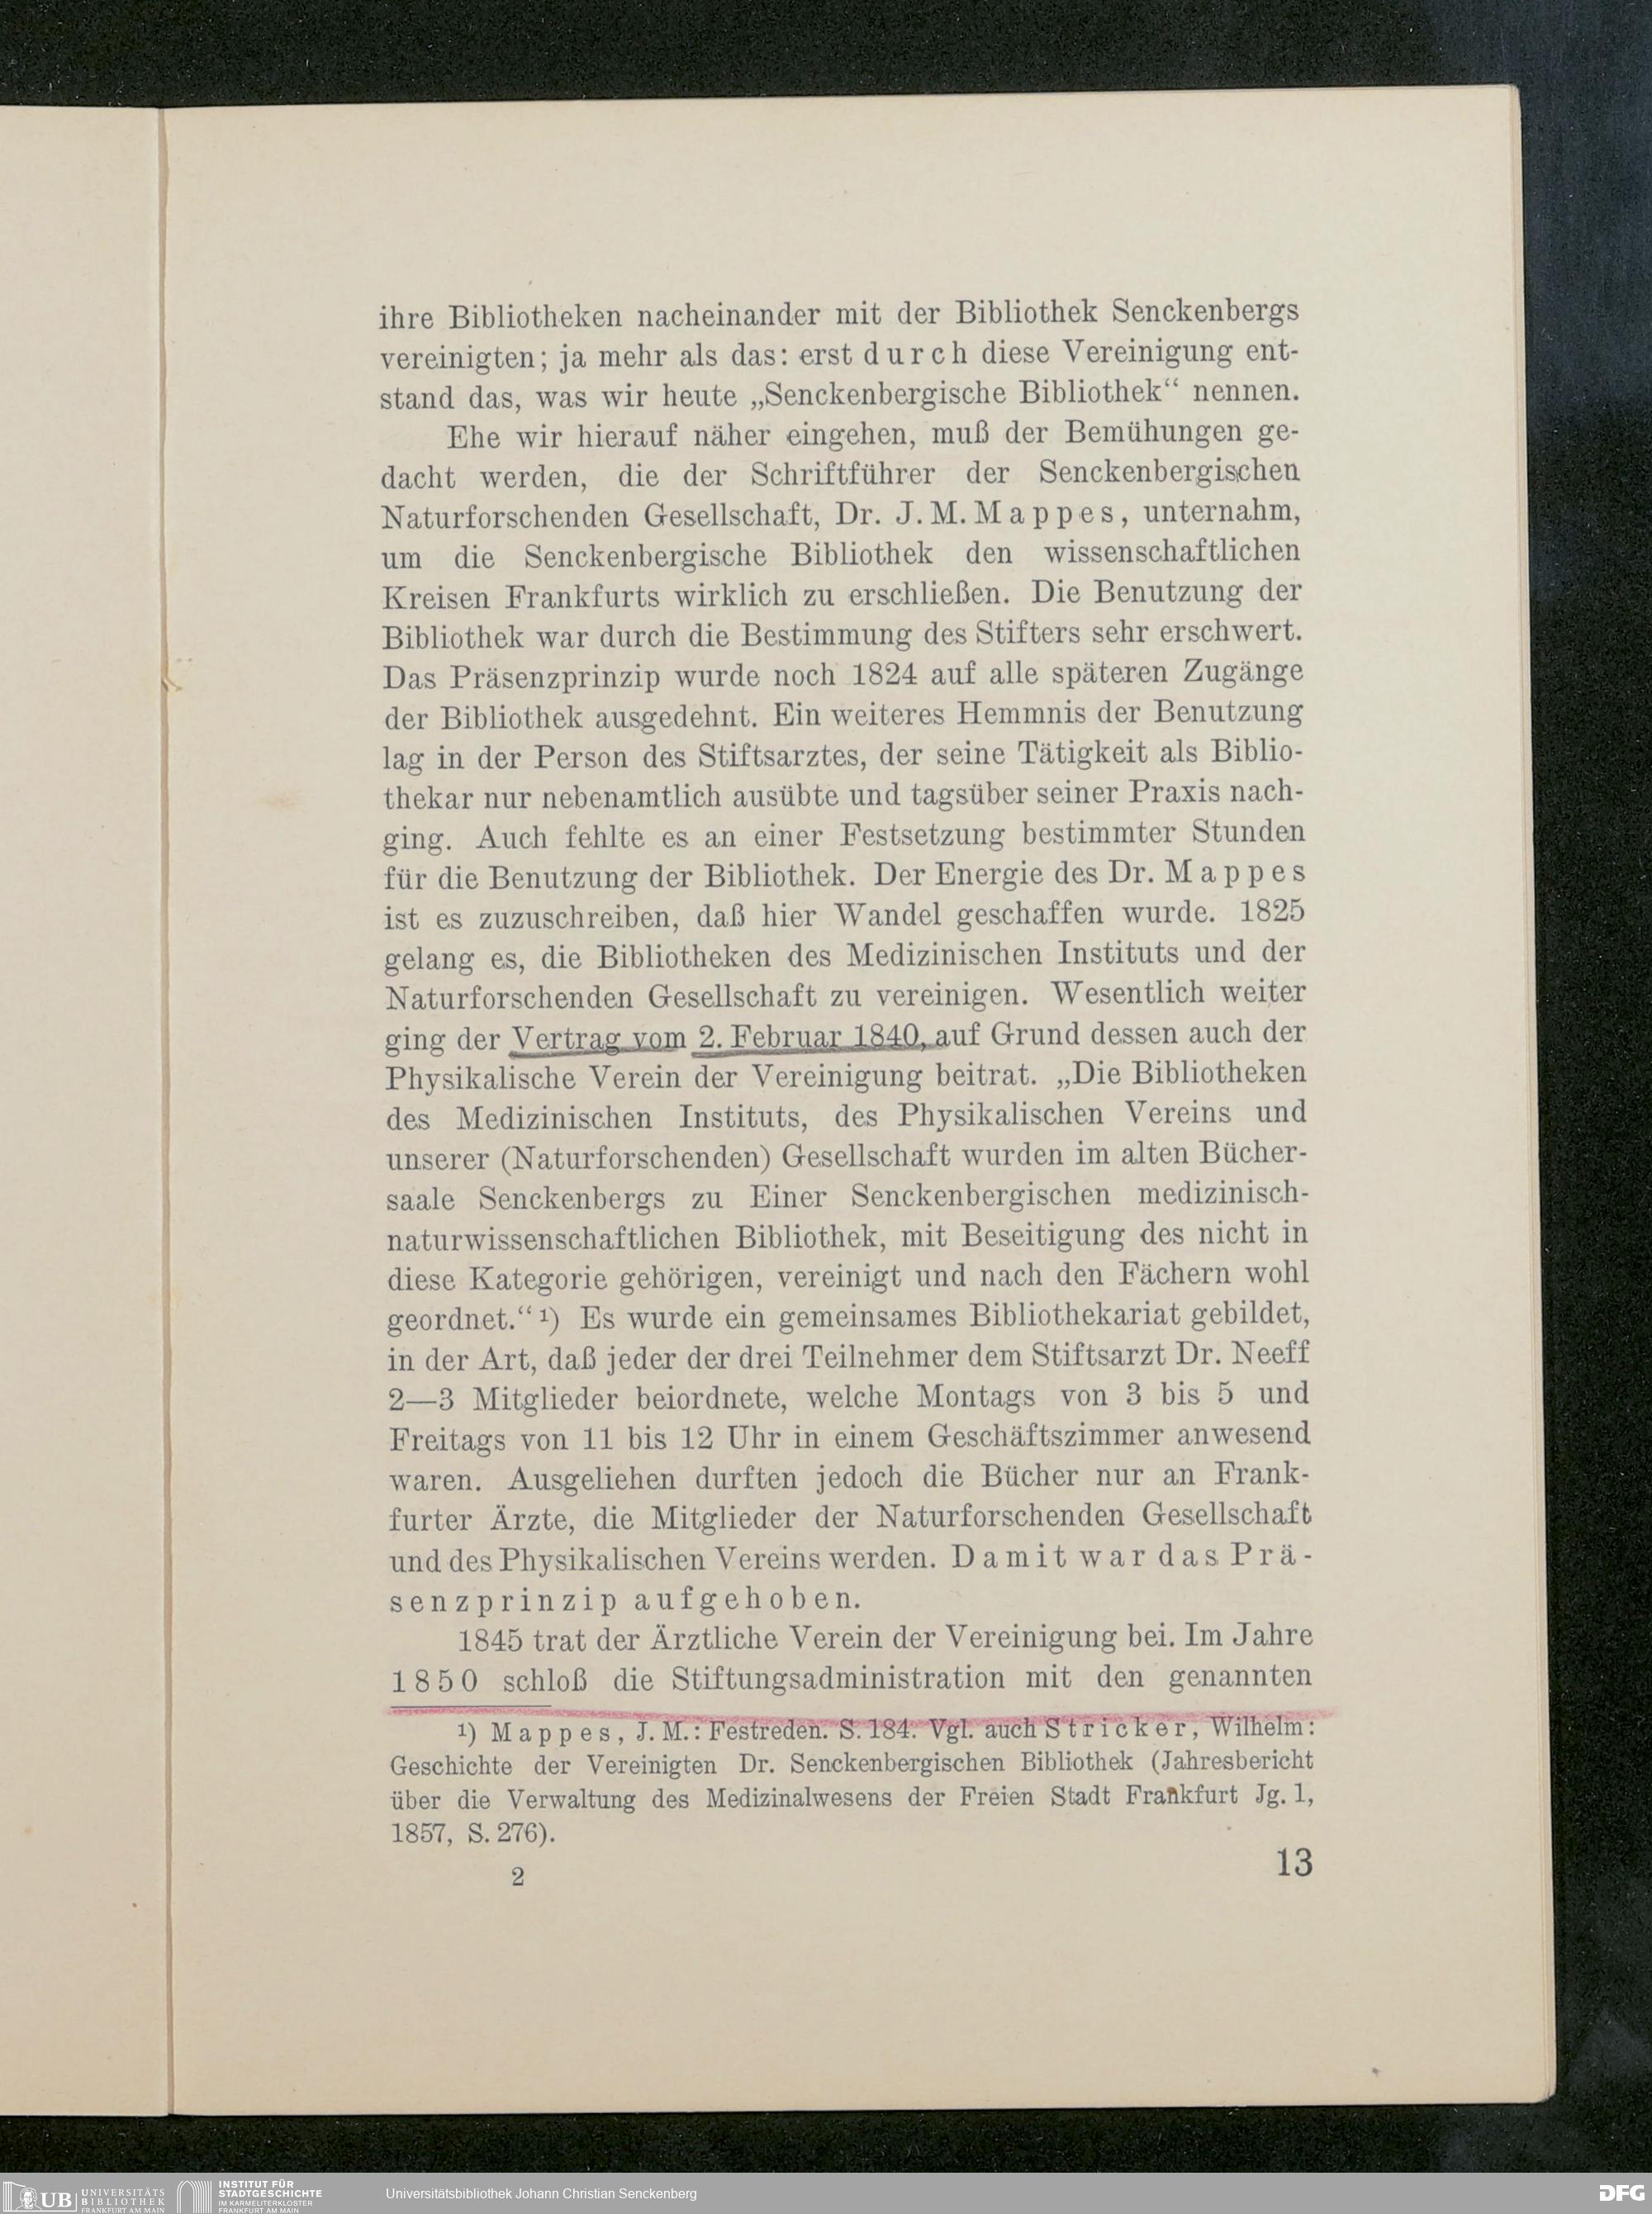 ihre Bibliotheken nacheinander mit der Bibliothek Senckenbergs
vereinigten; ja mehr als das: erst durch diese Vereinigung ent-
stand das, was wir heute „Senckenbergische Bibliothek“ nennen.
Ehe wir hierauf näher eingehen, muß der Bemühungen ge-
dacht werden, die der Schriftführer der Senckenbergischen
Naturforschenden Gesellschaft, Dr. J. M. Mappes, unternahm,
um die Senckenbergische Bibliothek den wissenschaftlichen
Kreisen Frankfurts wirklich zu erschließen. Die Benutzung der
Bibliothek war durch die Bestimmung des Stifters sehr erschwert.
Das Präsenzprinzip wurde noch 1824 auf alle späteren Zugänge
der Bibliothek ausgedehnt. Ein weiteres Hemmnis der Benutzung
lag in der Person des Stiftsarztes, der seine Tätigkeit als Biblio-
thekar nur nebenamtlich ausübte und tagsüber seiner Praxis nach-
ging. Auch fehlte es an einer Festsetzung bestimmter Stunden
für die Benutzung der Bibliothek. Der Energie des Dr. Mappes
ist es zuzuschreiben, daß hier Wandel geschaffen wurde. 1825
gelang es, die Bibliotheken des Medizinischen Instituts und der
Naturforschenden Gesellschaft zu vereinigen. Wesentlich weiter
ging der Vertrag vom 2. Februar 1840, auf Grund dessen auch der
Physikalische Verein der Vereinigung beitrat. „Die Bibliotheken
des Medizinischen Instituts, des Physikalischen Vereins und
unserer (Naturforschenden) Gesellschaft wurden im alten Bücher-
saale Senckenbergs zu Einer Senckenbergischen medizinisch-
naturwissenschaftlichen Bibliothek, mit Beseitigung des nicht in
diese Kategorie gehörigen, vereinigt und nach den Fächern wohl
geordnet.“ ¹) Es wurde ein gemeinsames Bibliothekariat gebildet,
in der Art, daß jeder der drei Teilnehmer dem Stiftsarzt Dr. Neeff
2—3 Mitglieder beiordnete, welche Montags von 3 bis 5 und
Freitags von 11 bis 12 Uhr in einem Geschäftszimmer anwesend
waren. Ausgeliehen durften jedoch die Bücher nur an Frank-
furter Ärzte, die Mitglieder der Naturforschenden Gesellschaft
und des Physikalischen Vereins werden. Damit war das Prä-
senzprinzip aufgehoben.
1845 trat der Ärztliche Verein der Vereinigung bei. Im Jahre
1850 schloß die Stiftungsadministration mit den genannten
¹) Mappes, J. M.: Festreden. S. 184. Vgl. auch Stricker, Wilhelm:
Geschichte der Vereinigten Dr. Senckenbergischen Bibliothek (Jahresbericht
über die Verwaltung des Medizinalwesens der Freien Stadt Frankfurt Jg. 1,
1857, S. 276).
2
13
UB UNIVERSITÄTS
BIBLIOTHEK
FRANKFURT AM MAIN
INSTITUT FÜR
STADTGESCHICHTE
IM KARMELITERKLOSTER
FRANKFURT AM MAIN
Universitätsbibliothek Johann Christian Senckenberg
DFG